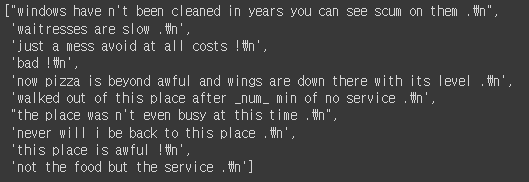 ["windows have n't been cleaned in years you can see scum on them .₩n",
'waitresses are slow .₩n',
'just a mess avoid at all costs !₩n',
'bad !₩n',
'now pizza is beyond awful and wings are down there with its level .₩n',
'walked out of this place after _num_ min of no service .₩n',
"the place was n't even busy at this time .₩n",
'never will i be back to this place .₩n',
'this place is awful !₩n',
'not the food but the service .₩n']